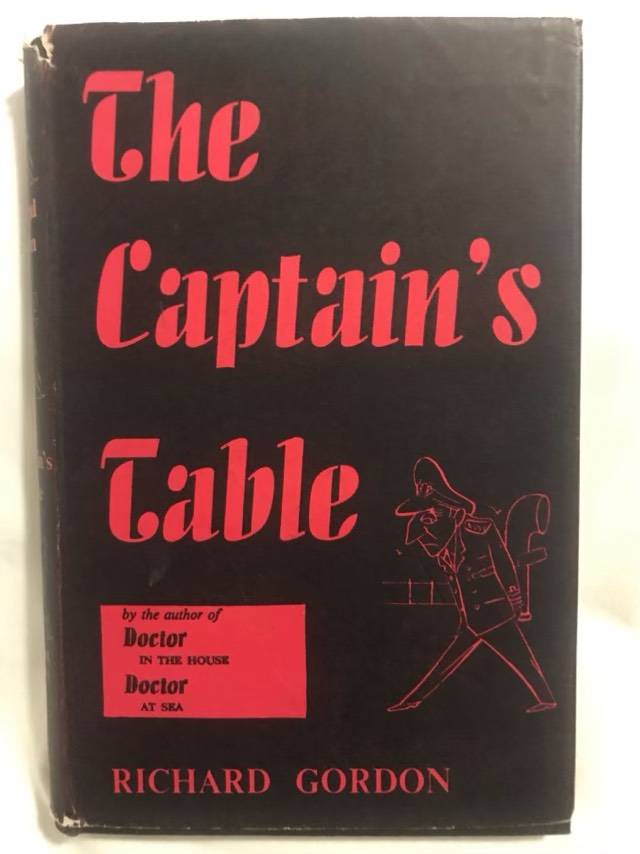 The
Captain's
Table
by the author of
Doctor
IN THE HOUSE
Doctor
AT SEA
RICHARD GORDON